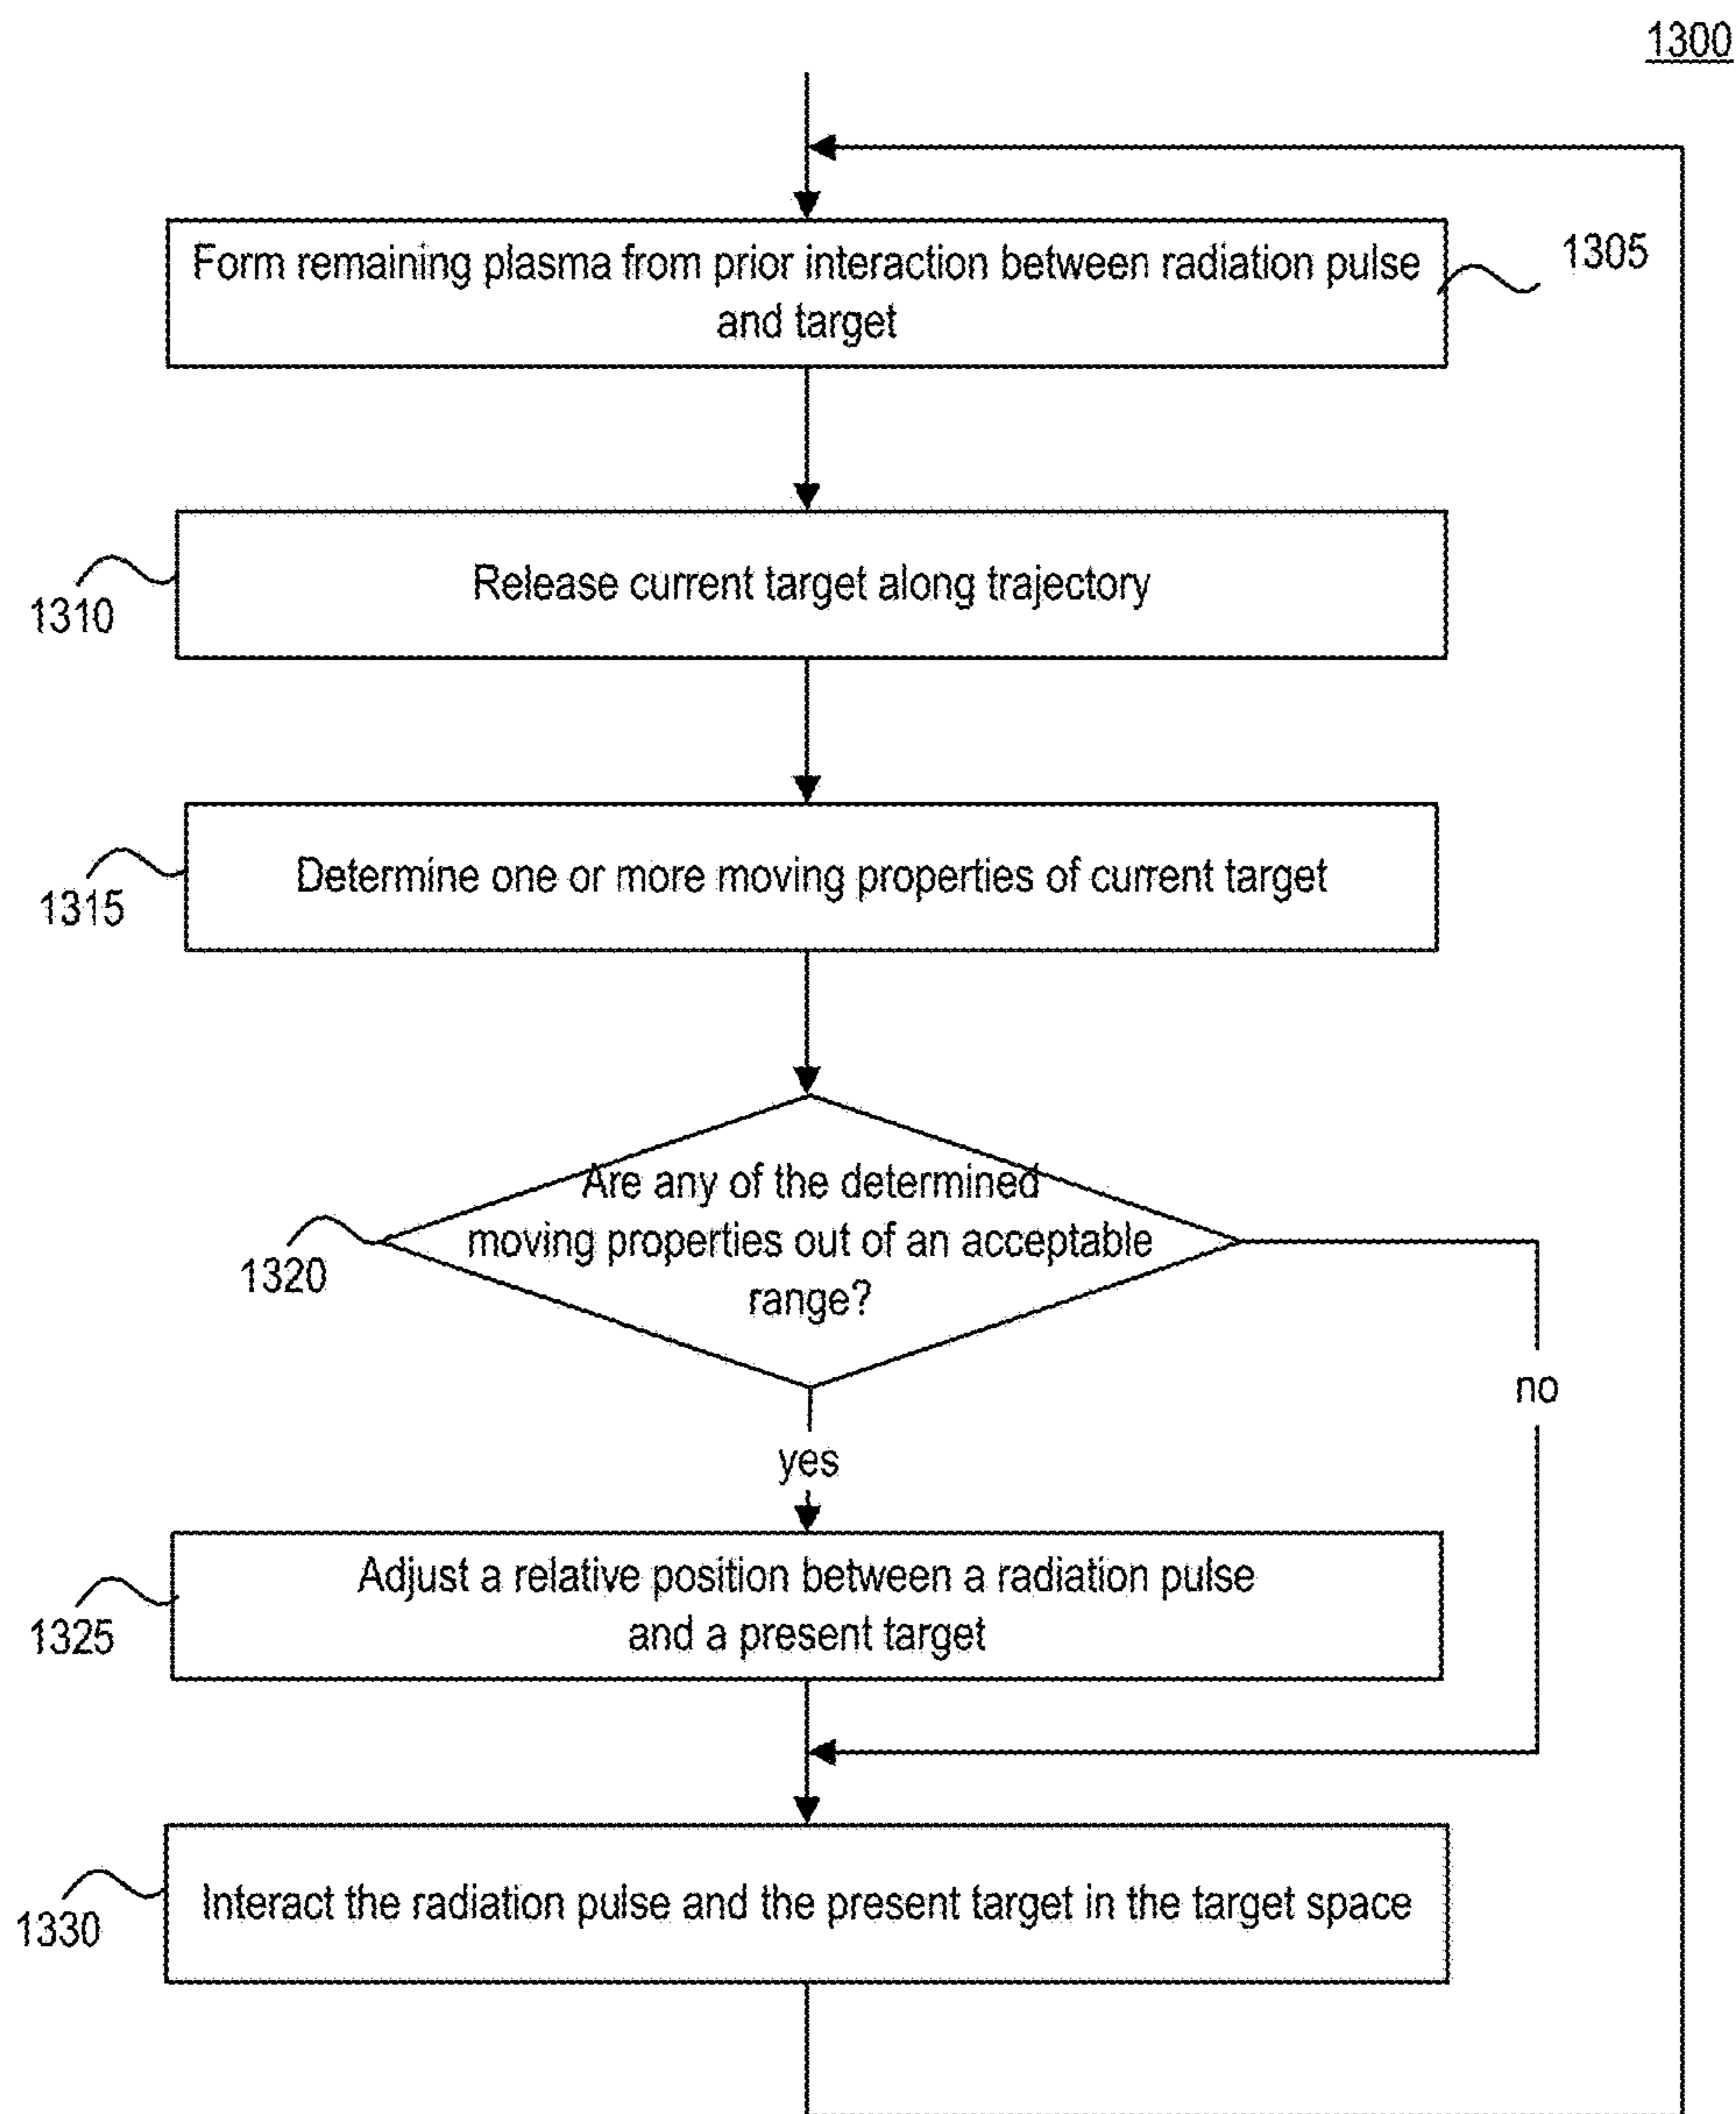 1300
Form remaining plasma from prior interaction between radiation pulse
and target
1305
Release current target along trajectory
1310
Determine one or more moving properties of current target
1315
Are any of the determined
moving properties out of an acceptable
range?
1320
no
yes
Adjust a relative position between a radiation pulse
and a present target
1325
Interact the radiation pulse and the present target in the target space
1330